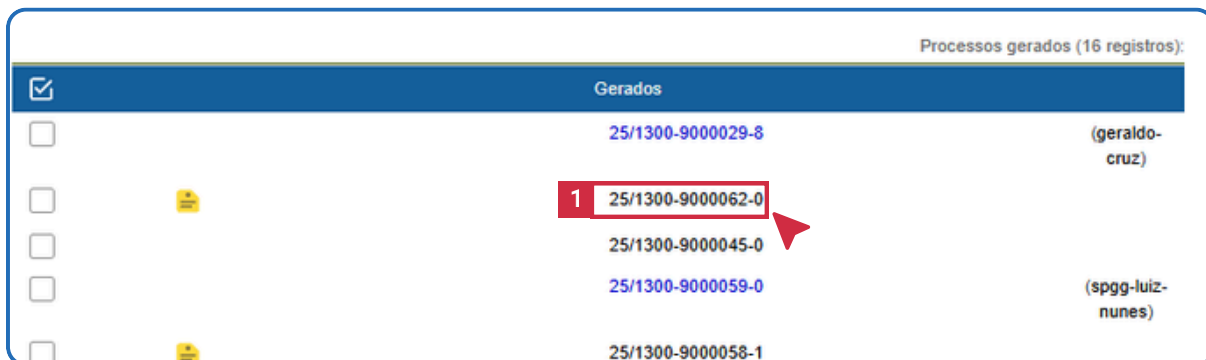 Processos gerados (16 registros):
Gerados
25/1300-9000029-8 (geraldo-
cruz)
1 25/1300-9000062-0
25/1300-9000045-0
25/1300-9000059-0 (spgg-luiz-
nunes)
25/1300-9000058-1